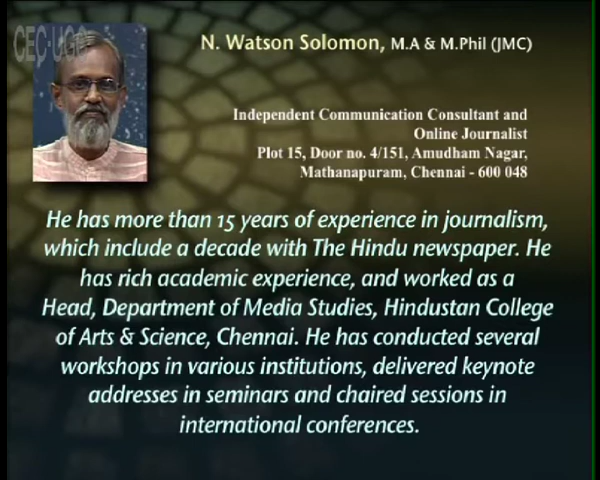 CEC-UGC
N. Watson Solomon, M.A & M.Phil (JMC)
Independent Communication Consultant and
Online Journalist
Plot 15, Door no. 4/151, Amudham Nagar,
Mathanapuram, Chennai - 600 048
He has more than 15 years of experience in journalism,
which include a decade with The Hindu newspaper. He
has rich academic experience, and worked as a
Head, Department of Media Studies, Hindustan College
of Arts & Science, Chennai. He has conducted several
workshops in various institutions, delivered keynote
addresses in seminars and chaired sessions in
international conferences.